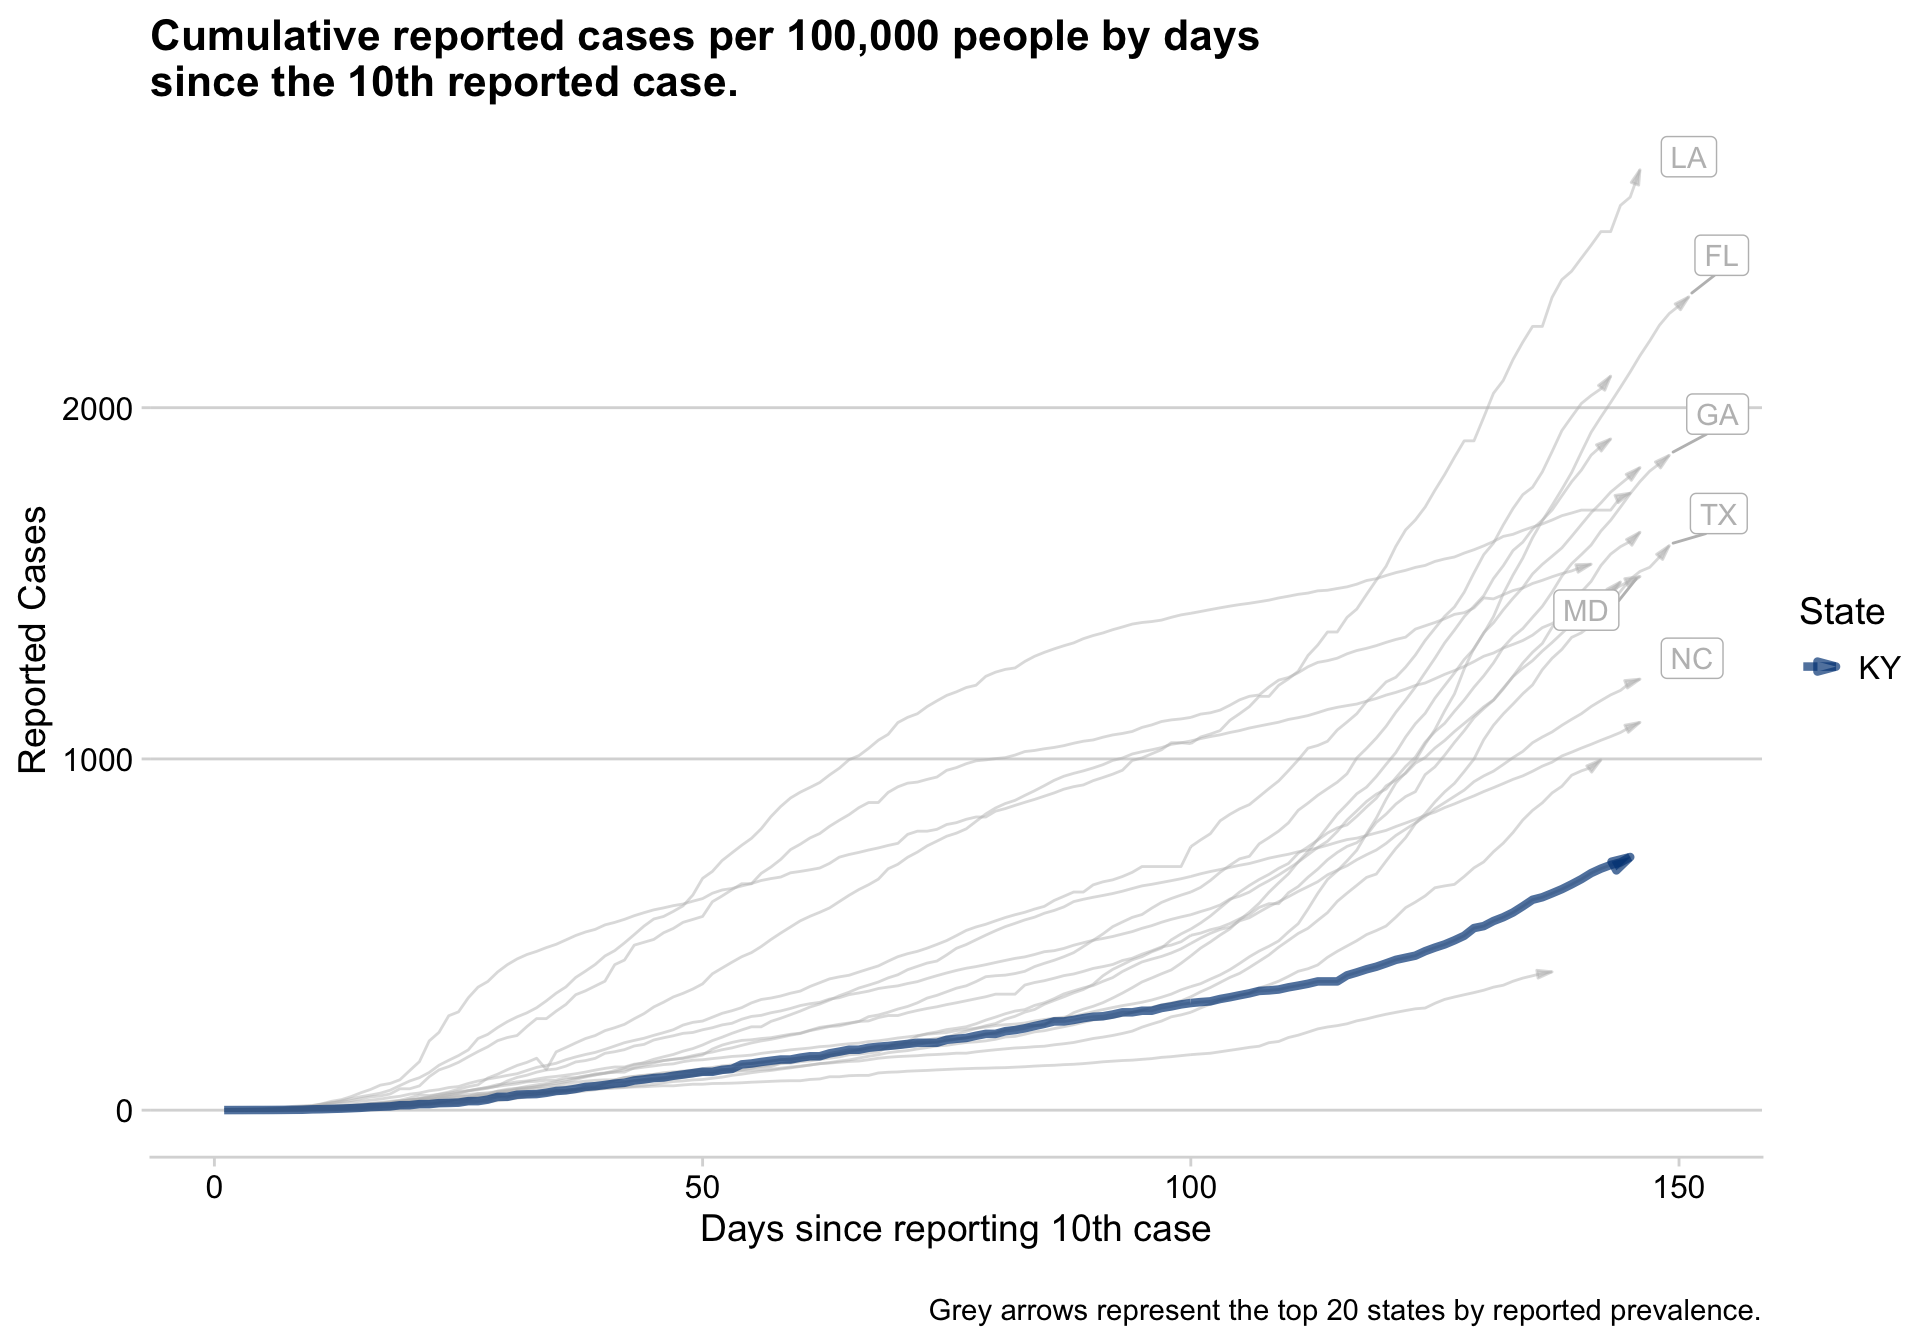 Cumulative reported cases per 100,000 people by days
since the 10th reported case.
LA
FL
2000
GA
TX
Reported Cases
MD
State
NC
KY
1000
0
0 50 100 150
Days since reporting 10th case
Grey arrows represent the top 20 states by reported prevalence.